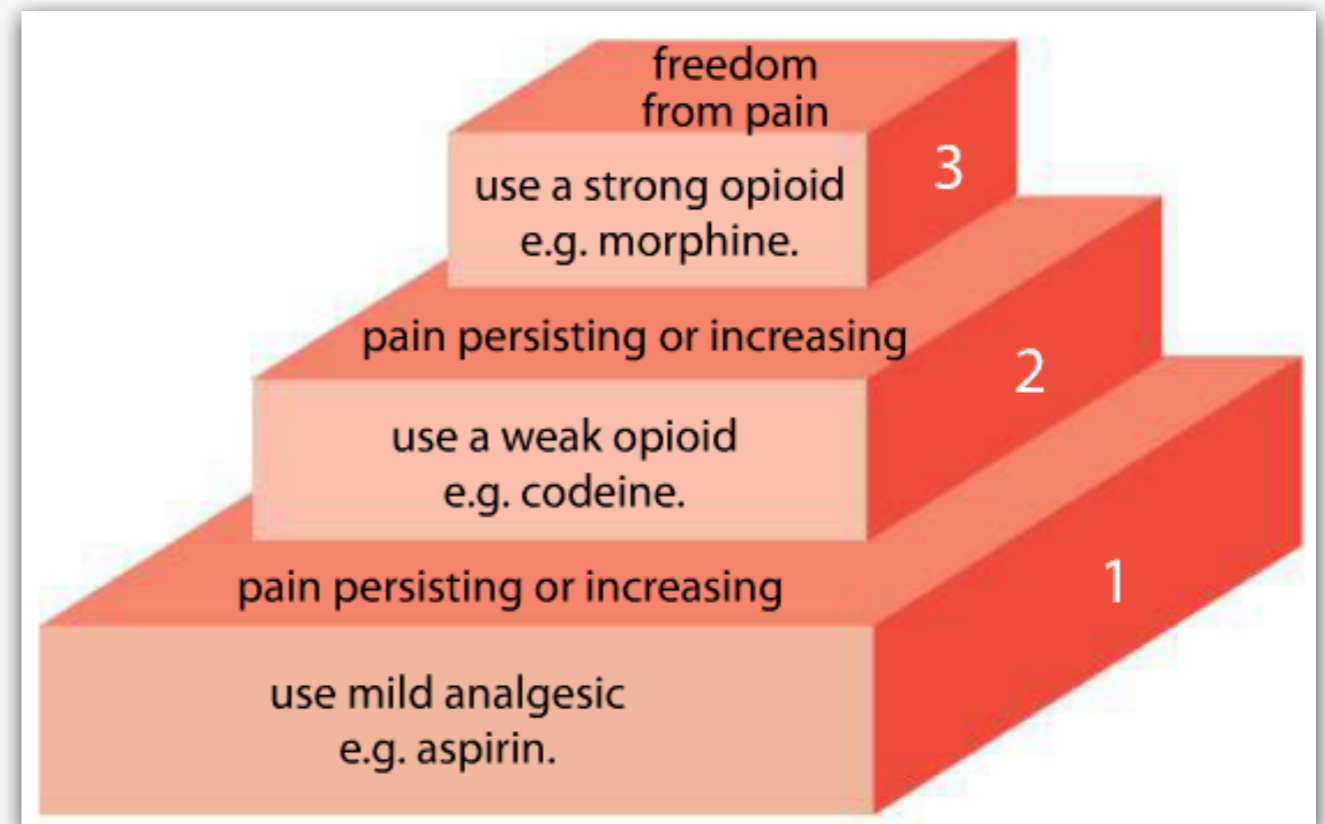 freedom
from pain
3
use a strong opioid
e.g. morphine.
pain persisting or increasing
2
use a weak opioid
e.g. codeine.
pain persisting or increasing
1
use mild analgesic
e.g. aspirin.